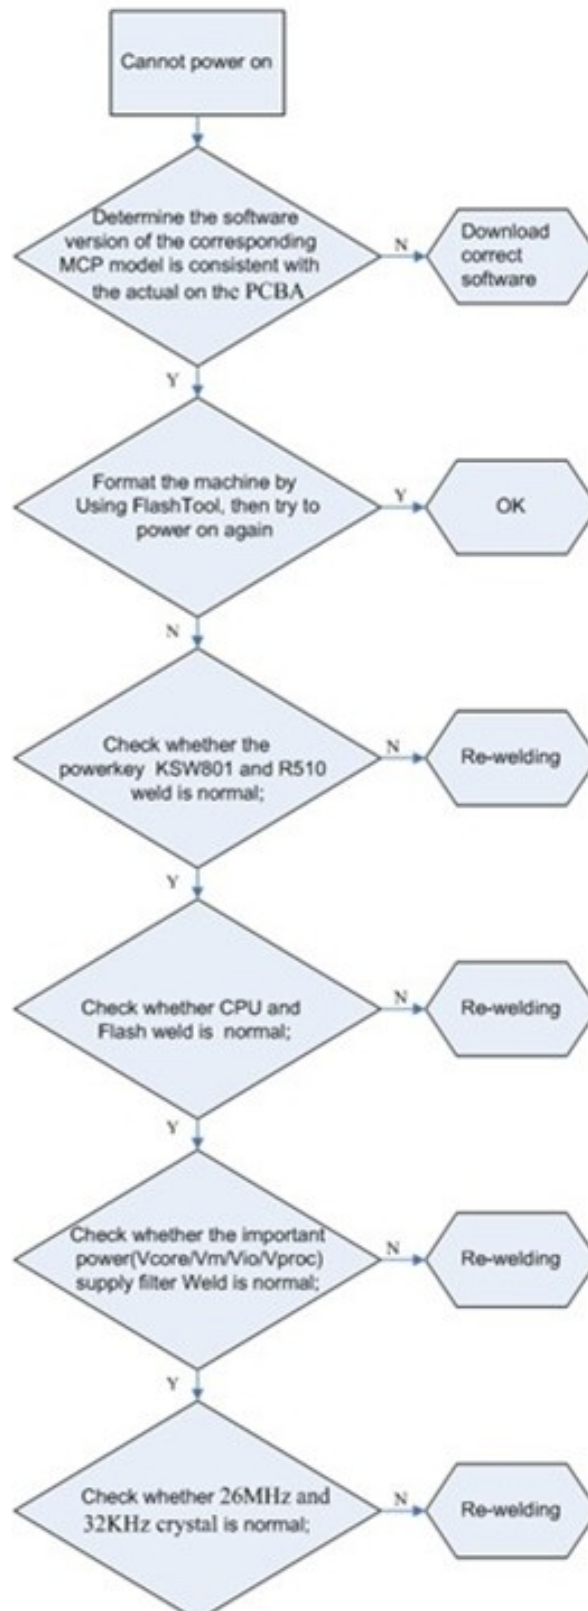 Cannot power on
Determine the software
version of the corresponding
MCP model is consistent with
the actual on the PCBA
N
Download
correct
software
Y
Format the machine by
Using FlashTool, then try to
power on again
Y
OK
N
Check whether the
powerkey KSW801 and R510
weld is normal;
N
Re-welding
Y
Check whether CPU and
Flash weld is normal;
N
Re-welding
Y
Check whether the important
power(Vcore/Vm/Vio/Vproc)
supply filter Weld is normal;
N
Re-welding
Y
Check whether 26MHz and
32KHz crystal is normal;
N
Re-welding